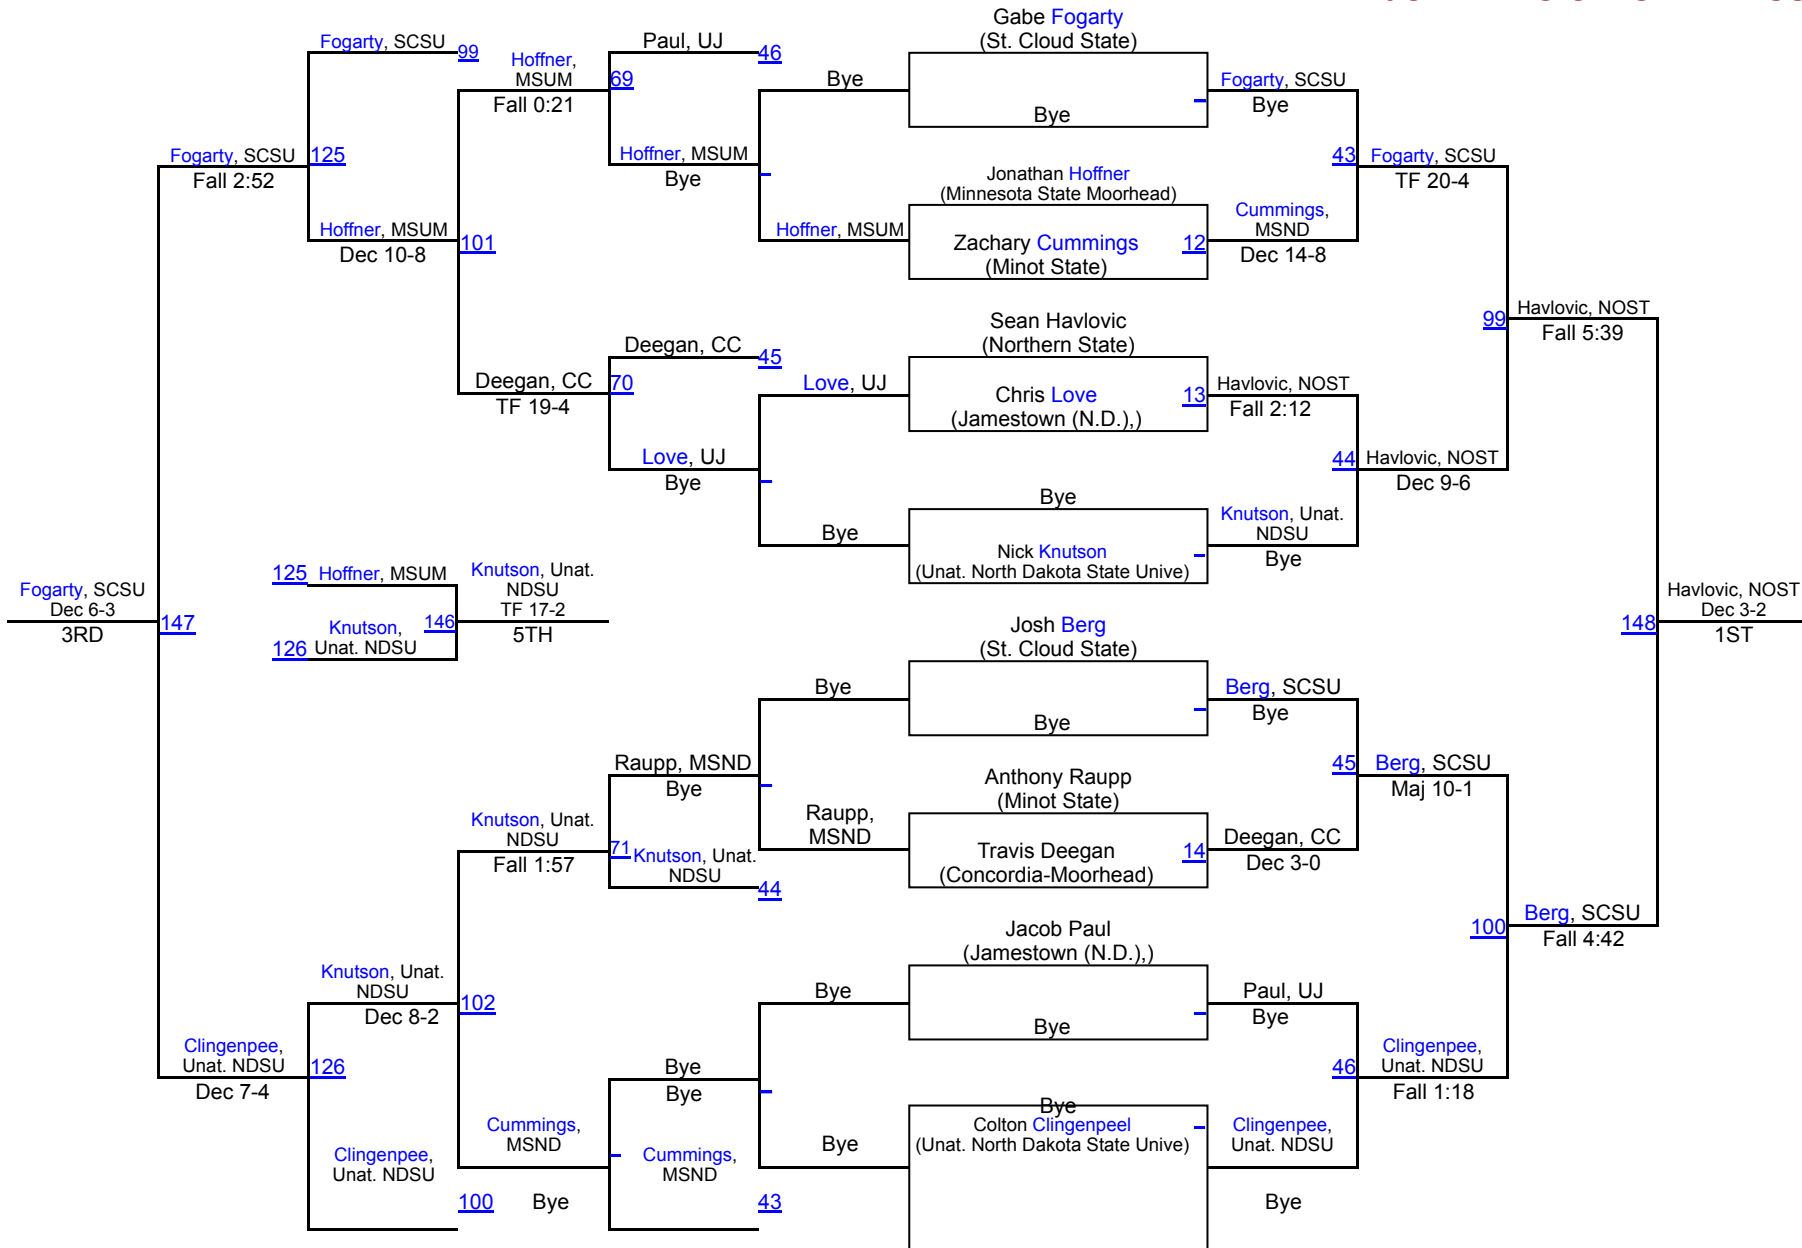 Gabe Fogarty
(St. Cloud State)
Bye
Jonathan Hoffner
(Minnesota State Moorhead)
Zachary Cummings
(Minot State)
12
Sean Havlovic
(Northern State)
Chris Love
(Jamestown (N.D.),)
13
Bye
Nick Knutson
(Unat. North Dakota State Unive)
Josh Berg
(St. Cloud State)
Bye
Anthony Raupp
(Minot State)
Travis Deegan
(Concordia-Moorhead)
14
Jacob Paul
(Jamestown (N.D.),)
Bye
Bye
Colton Clingenpeel
(Unat. North Dakota State Unive)
Fogarty, SCSU
Bye
43
Cummings,
MSND
Dec 14-8
Havlovic, NOST
Fall 2:12
44
Knutson, Unat.
NDSU
Bye
Berg, SCSU
Bye
45
Deegan, CC
Dec 3-0
Paul, UJ
Bye
46
Clingenpee,
Unat. NDSU
Bye
Fogarty, SCSU
TF 20-4
99
Havlovic, NOST
Dec 9-6
Berg, SCSU
Maj 10-1
100
Clingenpee,
Unat. NDSU
Fall 1:18
Havlovic, NOST
Fall 5:39
148
Berg, SCSU
Fall 4:42
Havlovic, NOST
Dec 3-2
1ST
Bye
Hoffner, MSUM
Love, UJ
Bye
Bye
Raupp,
MSND
Bye
Bye
Paul, UJ
46
69
Hoffner, MSUM
Bye
Deegan, CC
45
70
Love, UJ
Bye
Raupp, MSND
Bye
71
Knutson, Unat.
NDSU
44
Bye
Bye
Cummings,
MSND
43
Hoffner,
MSUM
Fall 0:21
101
Deegan, CC
TF 19-4
Knutson, Unat.
NDSU
Fall 1:57
102
Cummings,
MSND
Bye
Fogarty, SCSU
99
125
Hoffner, MSUM
Dec 10-8
Knutson, Unat.
NDSU
Dec 8-2
126
Clingenpee,
Unat. NDSU
100
Fogarty, SCSU
Fall 2:52
147
Clingenpee,
Unat. NDSU
Dec 7-4
Fogarty, SCSU
Dec 6-3
3RD
125
Hoffner, MSUM
146
126
Knutson,
Unat. NDSU
Knutson, Unat.
NDSU
TF 17-2
5TH